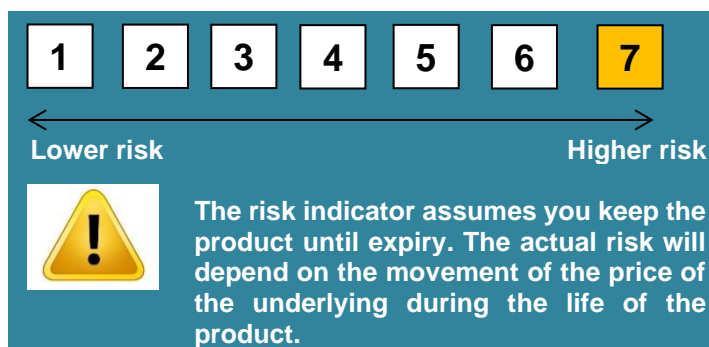 1 2 3 4 5 6 7
Lower risk Higher risk
!
The risk indicator assumes you keep the
product until expiry. The actual risk will
depend on the movement of the price of
the underlying during the life of the
product.